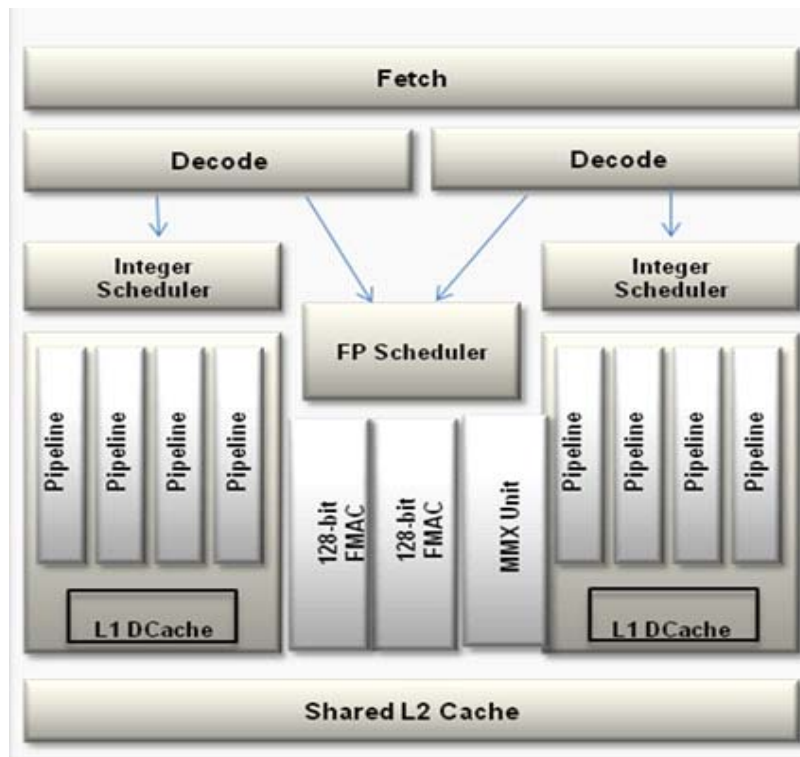 Fetch
Decode
Decode
Integer
Scheduler
Integer
Scheduler
FP Scheduler
Pipeline
Pipeline
Pipeline
Pipeline
128-bit
FMAC
128-bit
FMAC
MMX Unit
Pipeline
Pipeline
Pipeline
Pipeline
L1 DCache
L1 DCache
Shared L2 Cache